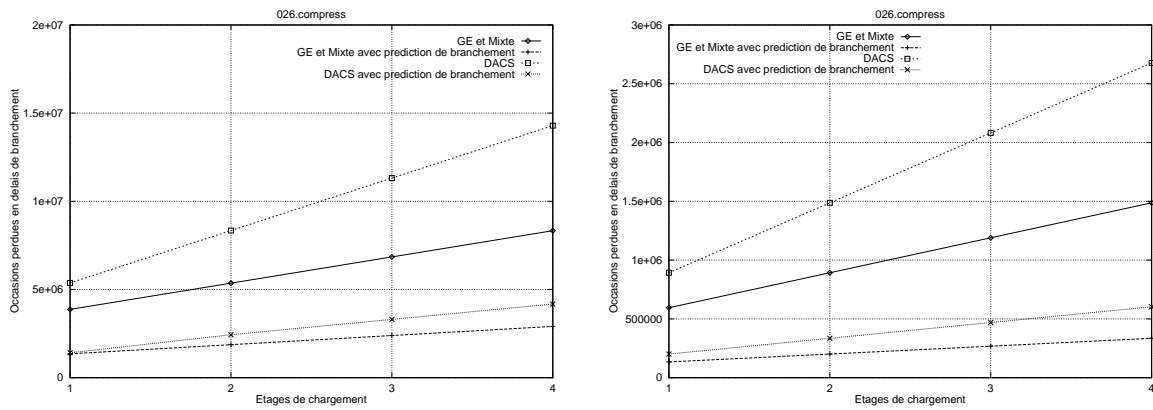 026.compress
2e+07
1.5e+07
1e+07
5e+06
0
Occasions perdues en delais de branchement
GE et Mixte
GE et Mixte avec prediction de branchement
DACS
DACS avec prediction de branchement
1 2 3 4
Etages de chargement
026.compress
3e+06
2.5e+06
2e+06
1.5e+06
1e+06
500000
0
Occasions perdues en delais de branchement
GE et Mixte
GE et Mixte avec prediction de branchement
DACS
DACS avec prediction de branchement
1 2 3 4
Etages de chargement